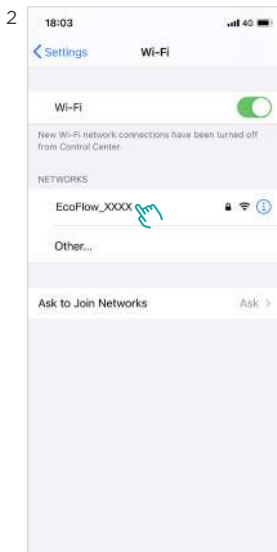 2
18:03
4G
Settings
Wi-Fi
Wi-Fi
New Wi-Fi network connections have been turned off
from Control Center.
NETWORKS
EcoFlow_XXXX
Other...
Ask to Join Networks Ask